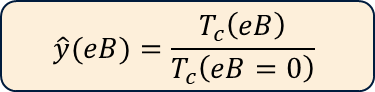 ŷ(eB) = T_c(eB) / T_c(eB = 0)